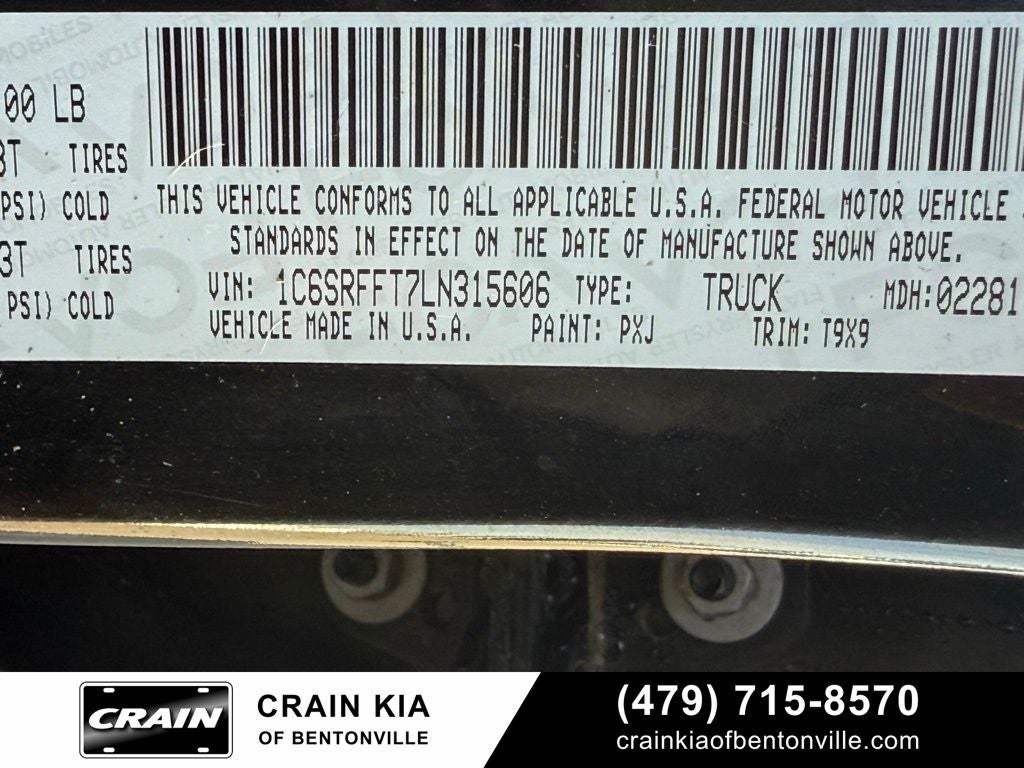 00 LB
3T TIRES
PSI) COLD
3T TIRES
PSI) COLD
THIS VEHICLE CONFORMS TO ALL APPLICABLE U.S.A. FEDERAL MOTOR VEHICLE
STANDARDS IN EFFECT ON THE DATE OF MANUFACTURE SHOWN ABOVE.
VIN: 1C6SRFFT7LN315606 TYPE: TRUCK MDH: 02281
VEHICLE MADE IN U.S.A. PAINT: PXJ TRIM: T9X9
CRAIN
CRAIN KIA
OF BENTONVILLE
(479) 715-8570
crainkiaofbentonville.com